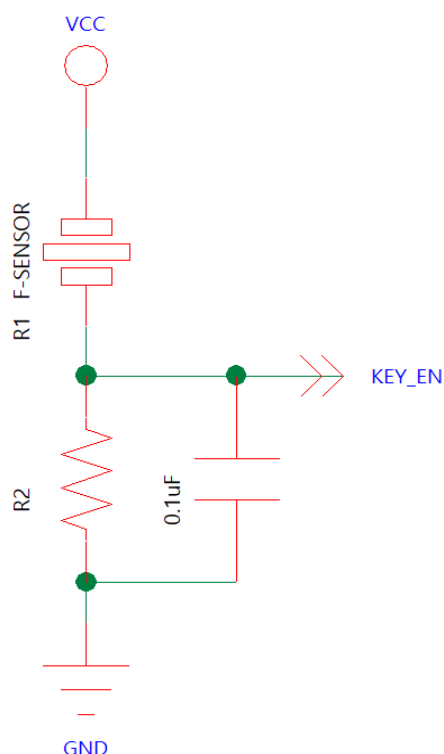 VCC
R1 F-SENSOR
KEY_EN
R2
0.1uF
GND